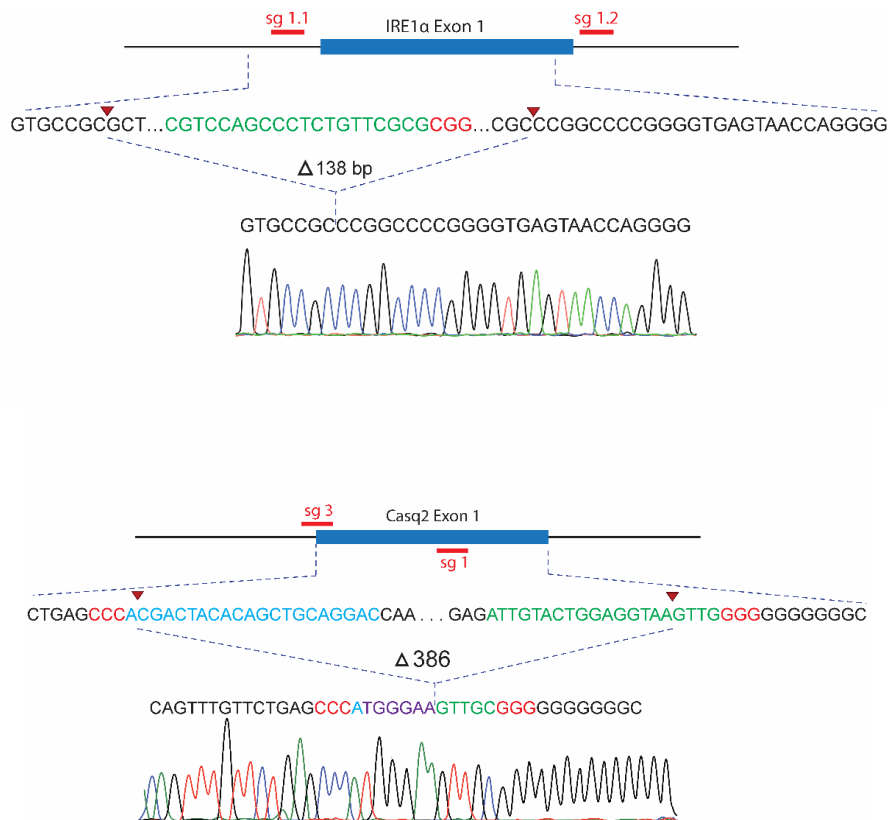 sg 1.1
IRE1α Exon 1
sg 1.2
GTGCCGCGCT...CGTCCAGCCCTCTGTTCGCGCGG...CGCCCGGCCCCGGGGTGAGTAACCAGGGG
Δ 138 bp
GTGCCGCCCGGCCCCGGGGTGAGTAACCAGGGG
sg 3
Casq2 Exon 1
sg 1
CTGAGCCCACGACTACACAGCTGCAGGACCAA...GAGATTGTACTGGAGGTAAGTTGGGGGGGGGGGC
Δ 386
CAGTTTGTTCTGAGCCCATGGGAAGTTGCGGGGGGGGGGC